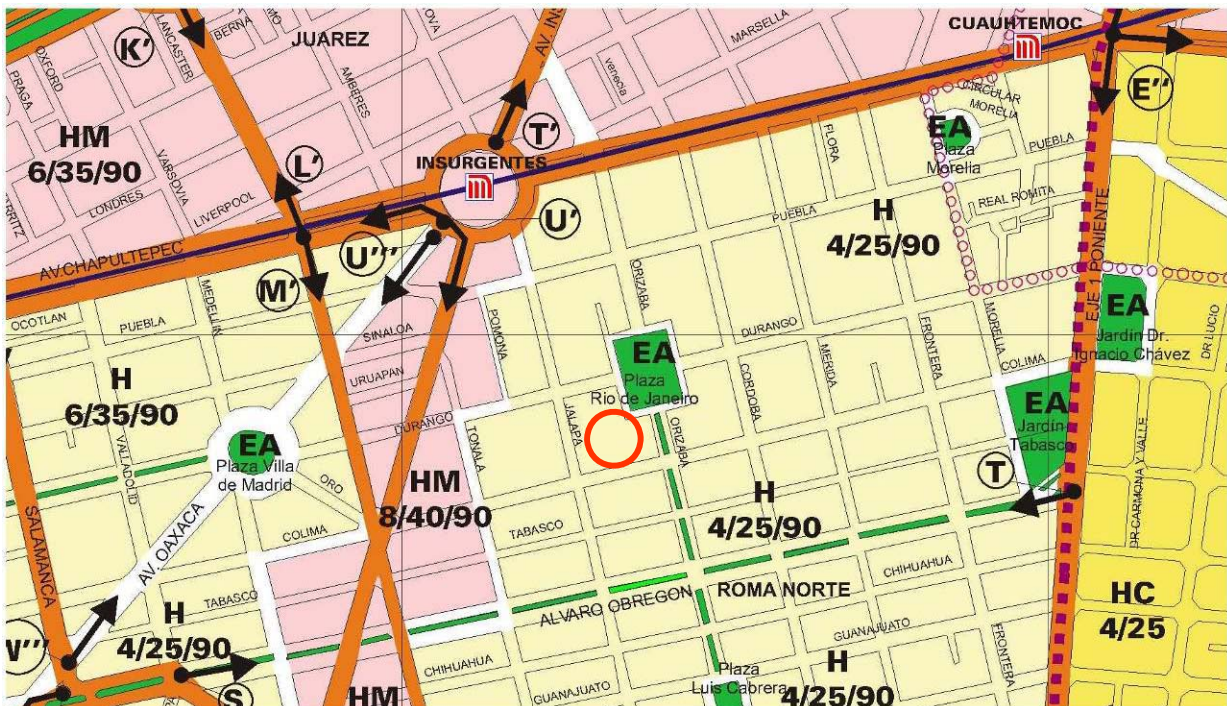 CUAUHTEMOC
JUAREZ
BERNA
LANCASTER
OXFORD
PRAGA
K'
AMBERES
venecia
MARSELLA
AV. INS
E''
CIRCULAR
MORELIA
EA
Plaza
Morelia
PUEBLA
FLORA
HM
6/35/90
VARSOVIA
LONDRES
LIVERPOOL
L'
T'
INSURGENTES
REAL ROMITA
PUEBLA
H
4/25/90
U'
U'''
M'
AV.CHAPULTEPEC
EJE 1 PONIENTE
ORIZABA
MEDELLIN
OCOTLAN
PUEBLA
SINALOA
POMONA
DURANGO
MERIDA
FRONTERA
MORELIA
COLIMA
EA
Jardín Dr.
Ignacio Chávez
DR LUCIO
EA
Plaza
Rio de Janeiro
URUAPAN
H
6/35/90
CORDOBA
EA
Jardín
Tabasco
JALAPA
ORIZABA
DURANGO
TONALA
VALLADOLID
EA
Plaza Villa
de Madrid
ORO
HM
8/40/90
H
4/25/90
T
DR CARMONA Y VALLE
SALAMANCA
AV. OAXACA
COLIMA
TABASCO
CHIHUAHUA
ALVARO OBREGON
ROMA NORTE
HC
4/25
TABASCO
H
4/25/90
GUANAJUATO
FRONTERA
CHIHUAHUA
GUANAJUATO
Plaza
Luis Cabrera
H
4/25/90
S
HM